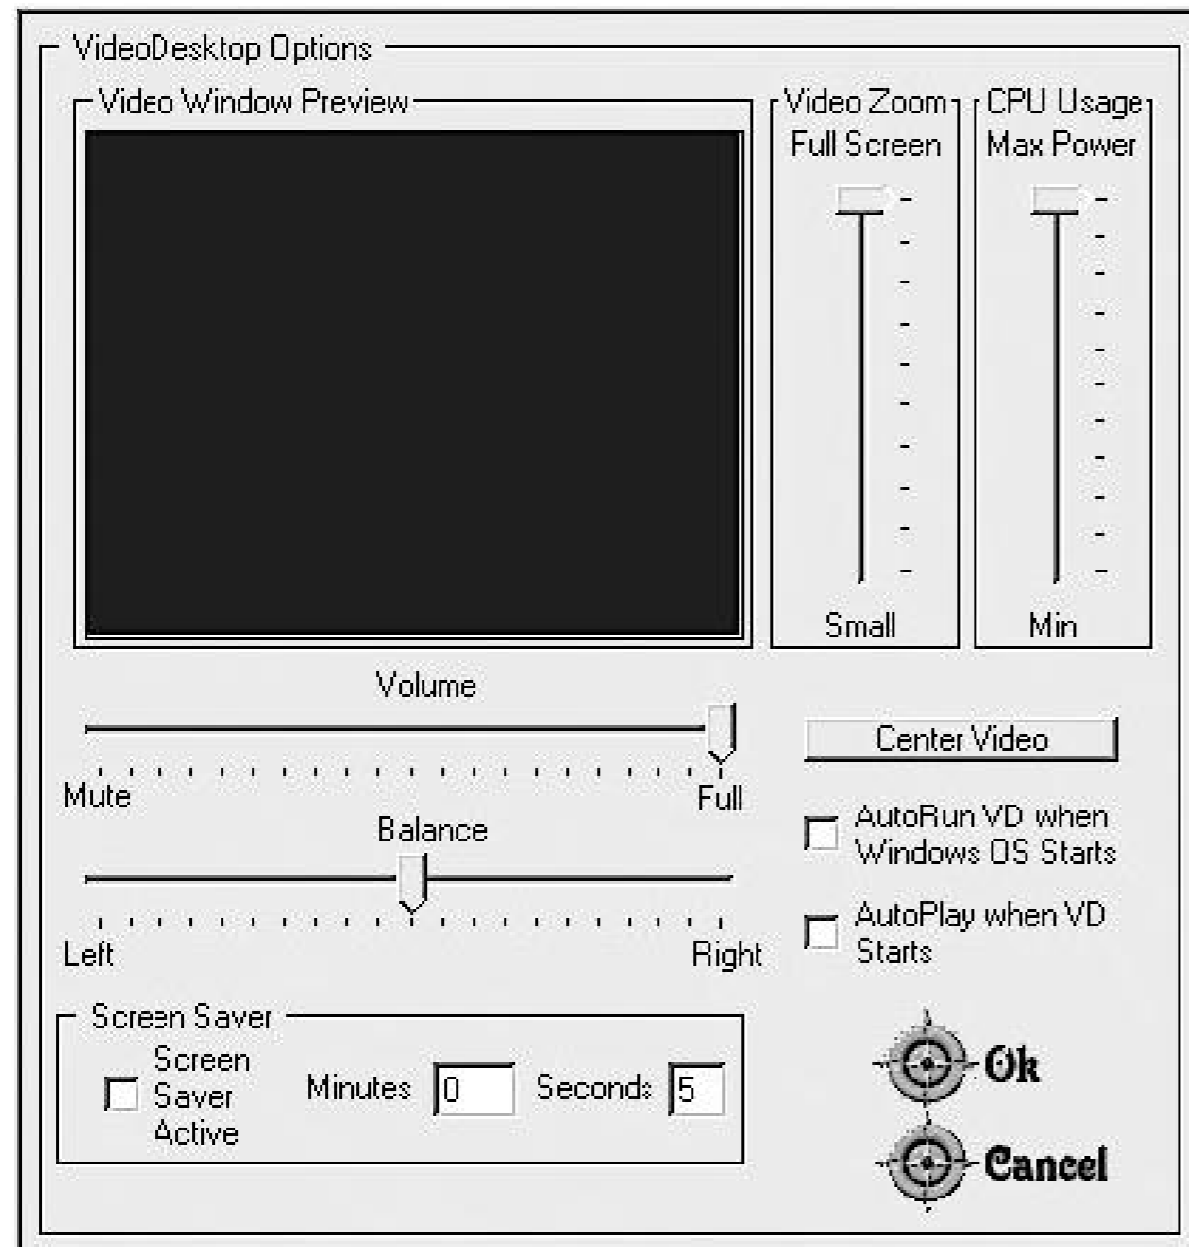 VideoDesktop Options
Video Window Preview
Video Zoom
Full Screen
Small
CPU Usage
Max Power
Min
Volume
Mute
Full
Balance
Left
Right
Center Video
AutoRun VD when
Windows OS Starts
AutoPlay when VD
Starts
Screen Saver
Screen
Saver
Active
Minutes 0 Seconds 5
Ok
Cancel